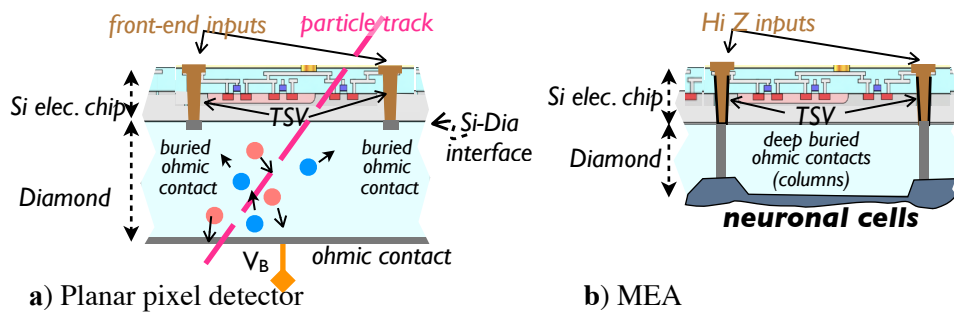 front-end inputs
particle track
Si elec. chip
TSV
Si-Dia
interface
buried
ohmic
contact
buried
ohmic
contact
Diamond
V_B
ohmic contact
a) Planar pixel detector
Hi Z inputs
Si elec. chip
TSV
Diamond
deep buried
ohmic contacts
(columns)
neuronal cells
b) MEA